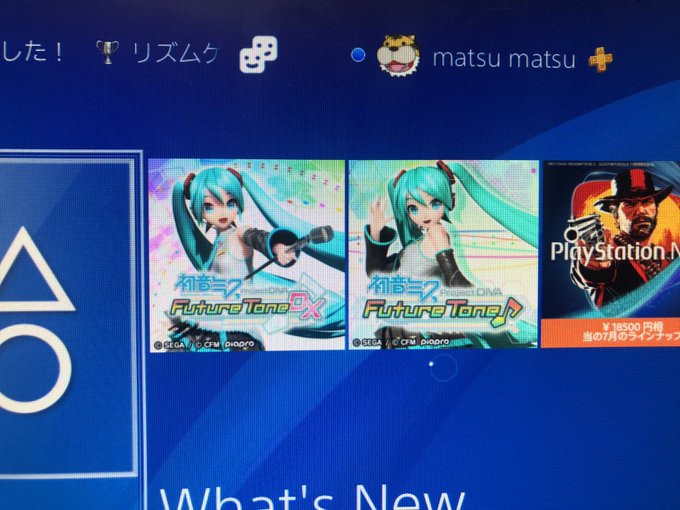 した！ リズムゲ matsu matsu
初音ミク Project DIVA
Future Tone DX
© SEGA / © CFM piapro
初音ミク Project DIVA
Future Tone
© SEGA / © CFM piapro
PlayStation N
¥18500 円相
当の7月のラインナップ
What's New